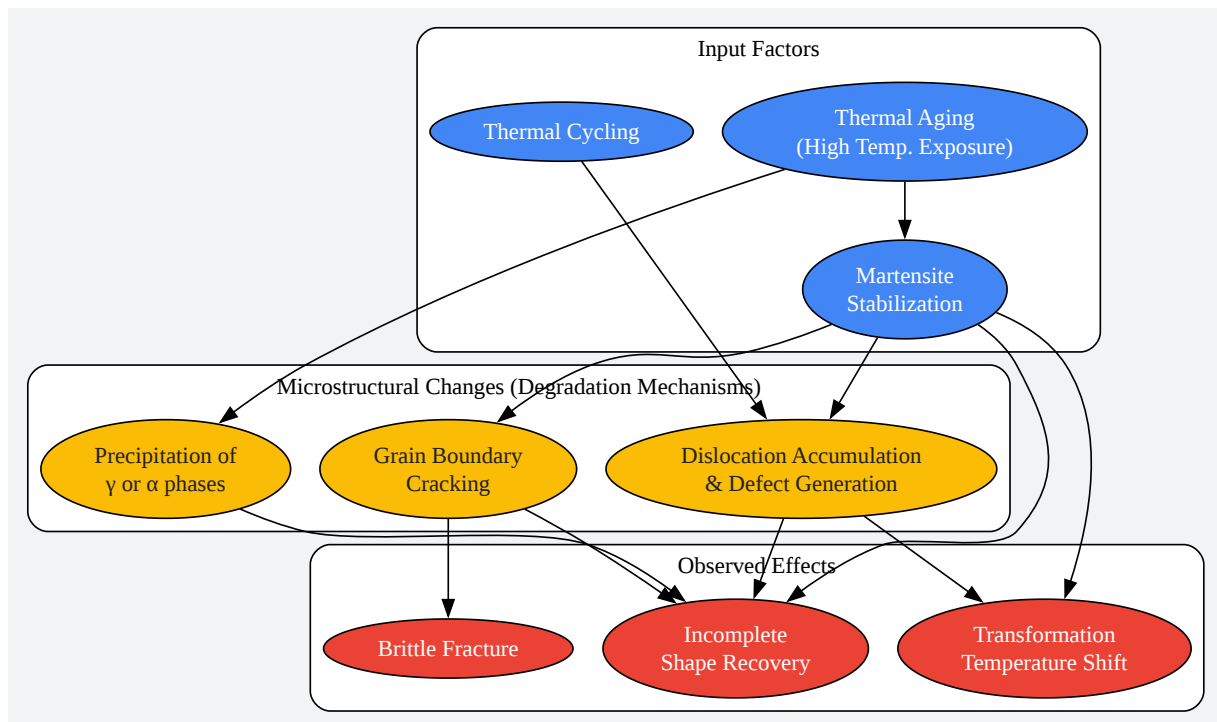 Input Factors
Thermal Cycling
Thermal Aging
(High Temp. Exposure)
Martensite
Stabilization
Microstructural Changes (Degradation Mechanisms)
Precipitation of
γ or α phases
Grain Boundary
Cracking
Dislocation Accumulation
& Defect Generation
Observed Effects
Brittle Fracture
Incomplete
Shape Recovery
Transformation
Temperature Shift